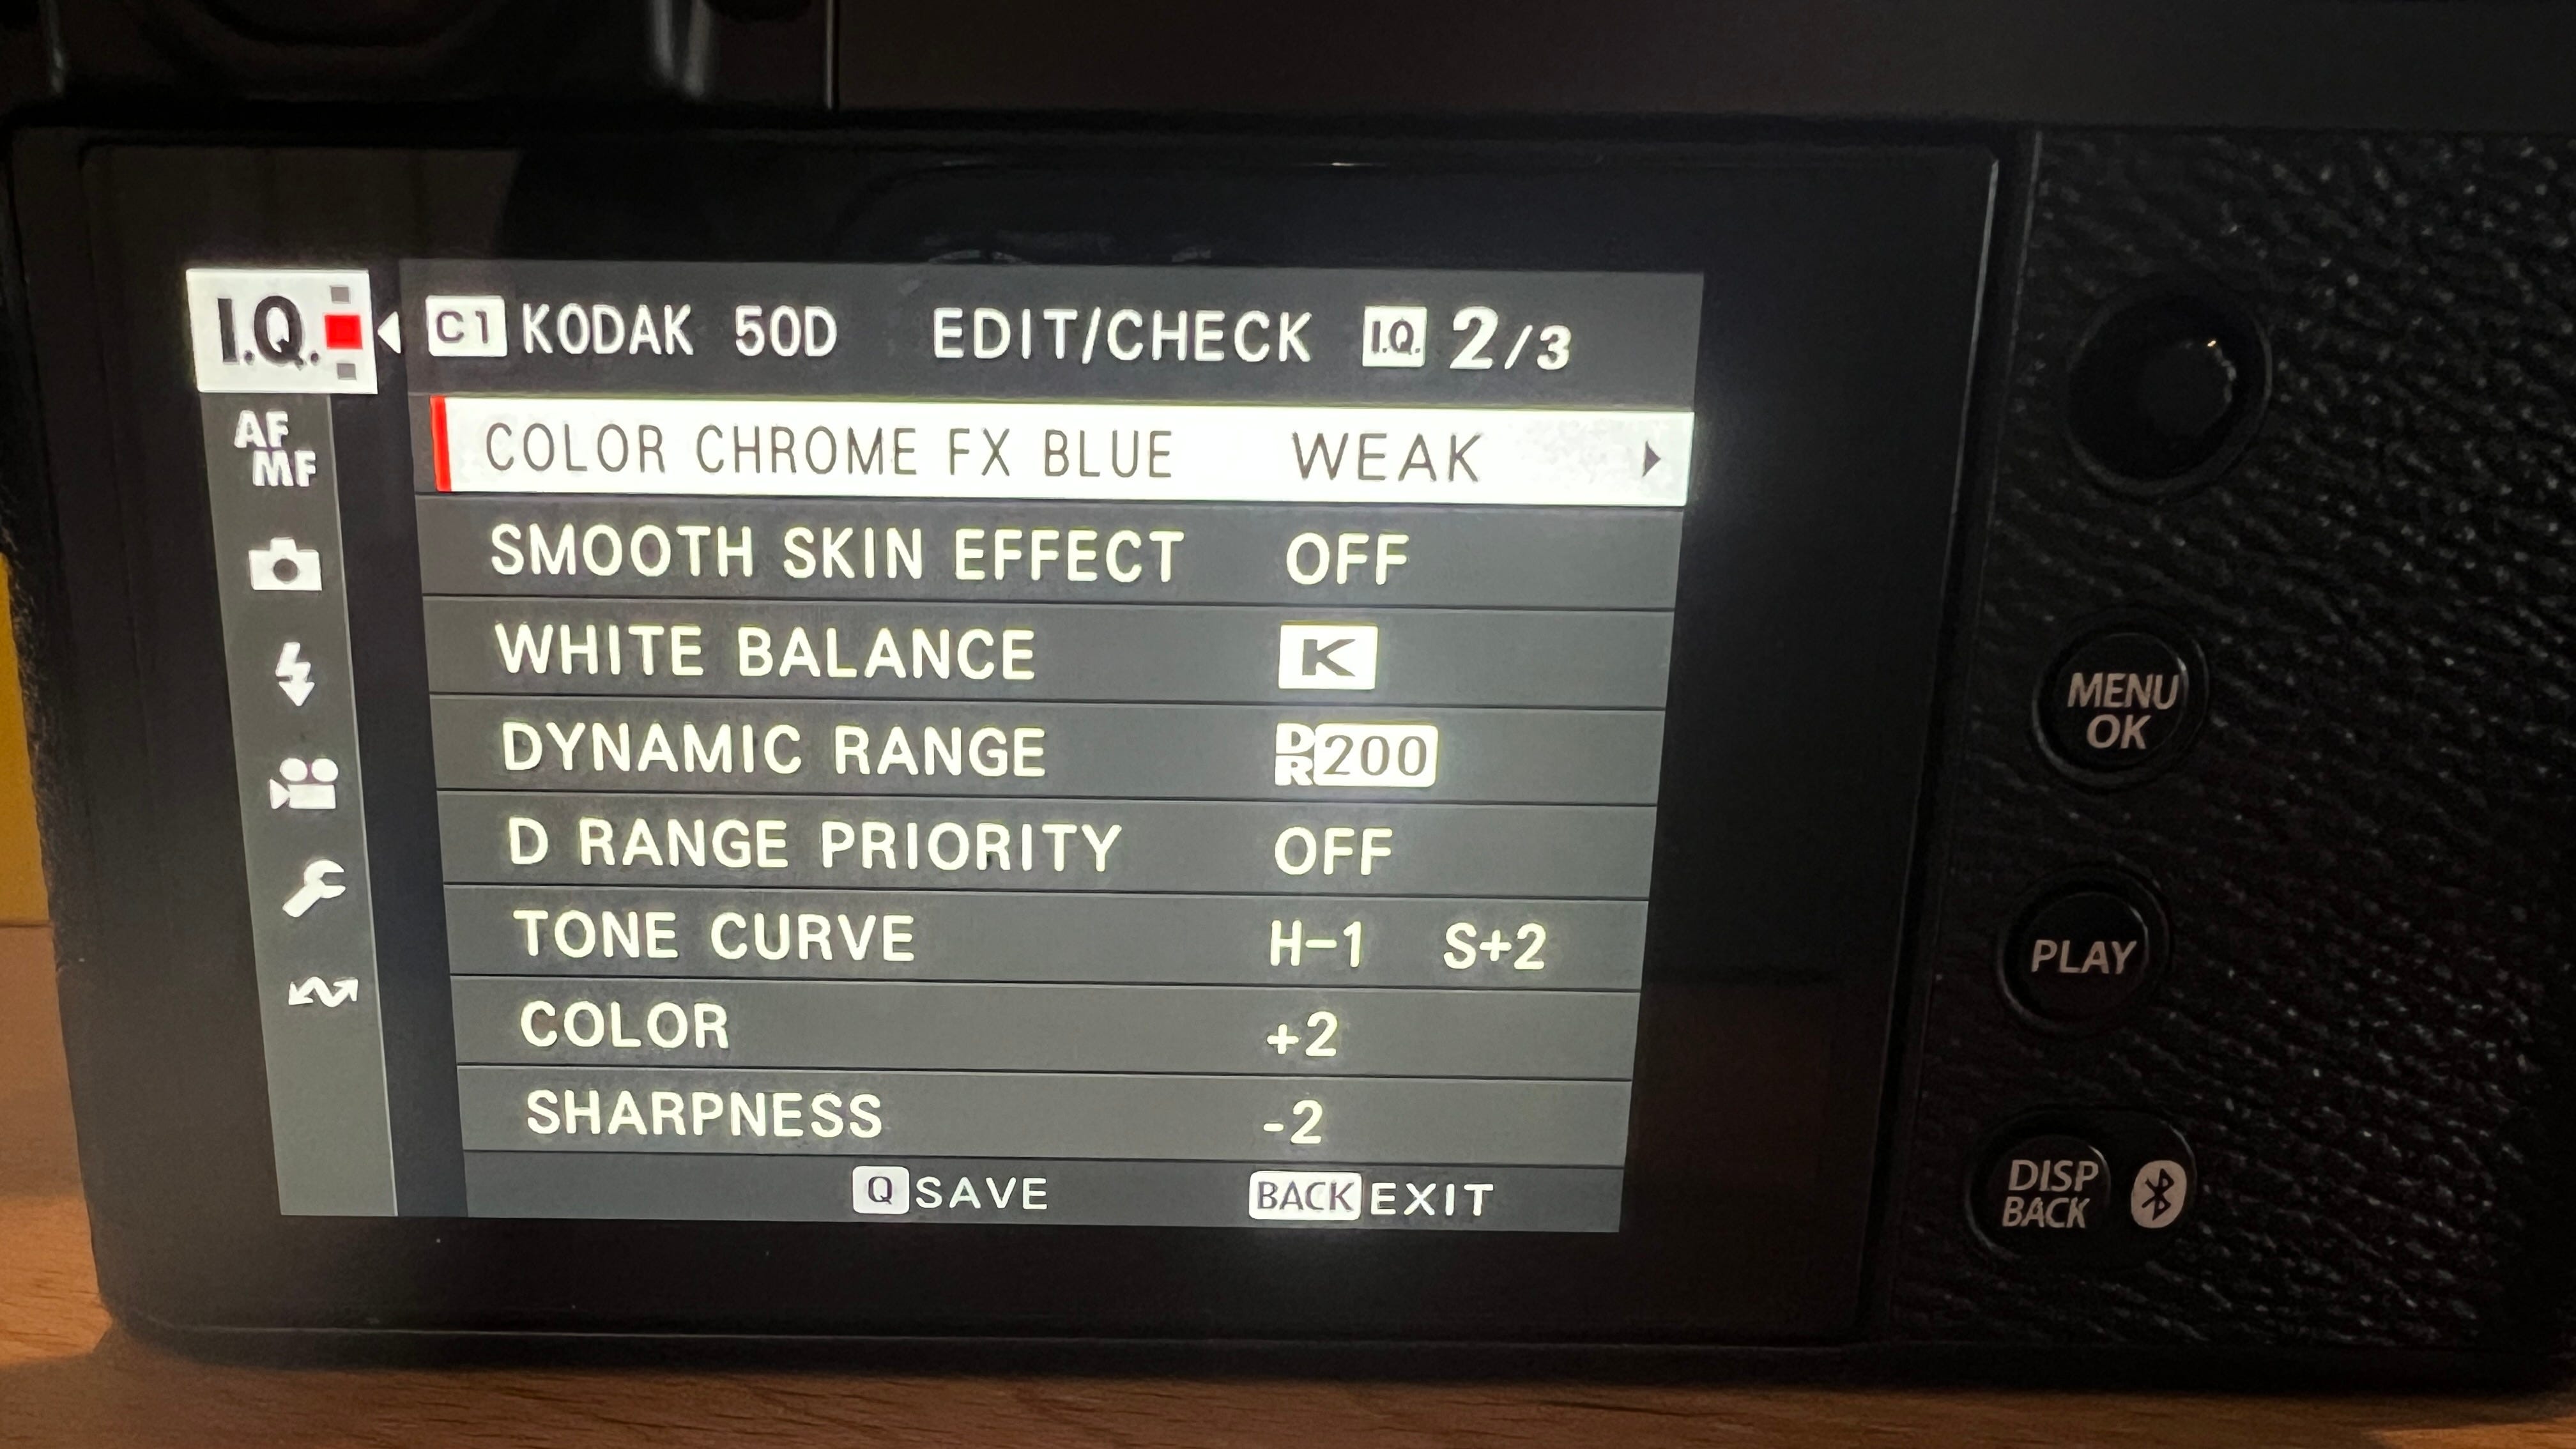 I.Q. C1 KODAK 50D EDIT/CHECK I.Q. 2/3
AF
MF
COLOR CHROME FX BLUE WEAK
SMOOTH SKIN EFFECT OFF
WHITE BALANCE K
DYNAMIC RANGE DR200
D RANGE PRIORITY OFF
TONE CURVE H-1 S+2
COLOR +2
SHARPNESS -2
Q SAVE BACK EXIT
MENU
OK
PLAY
DISP
BACK